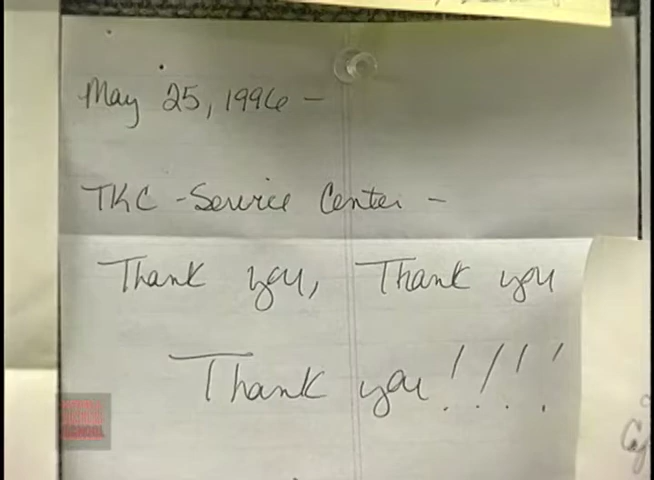 May 25, 1996 -
TKC - Service Center -
Thank you, Thank you
Thank you!!!!